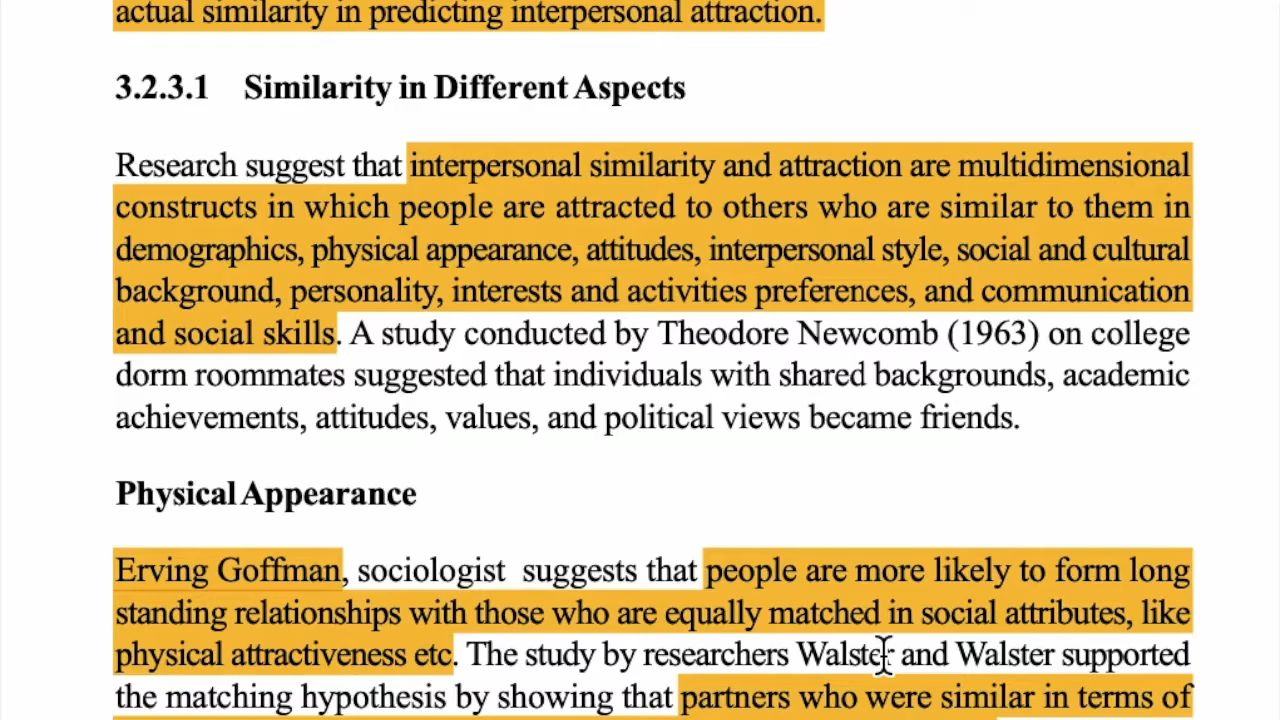 actual similarity in predicting interpersonal attraction.
3.2.3.1 Similarity in Different Aspects
Research suggest that interpersonal similarity and attraction are multidimensional
constructs in which people are attracted to others who are similar to them in
demographics, physical appearance, attitudes, interpersonal style, social and cultural
background, personality, interests and activities preferences, and communication
and social skills. A study conducted by Theodore Newcomb (1963) on college
dorm roommates suggested that individuals with shared backgrounds, academic
achievements, attitudes, values, and political views became friends.
Physical Appearance
Erving Goffman, sociologist suggests that people are more likely to form long
standing relationships with those who are equally matched in social attributes, like
physical attractiveness etc. The study by researchers Walster and Walster supported
the matching hypothesis by showing that partners who were similar in terms of